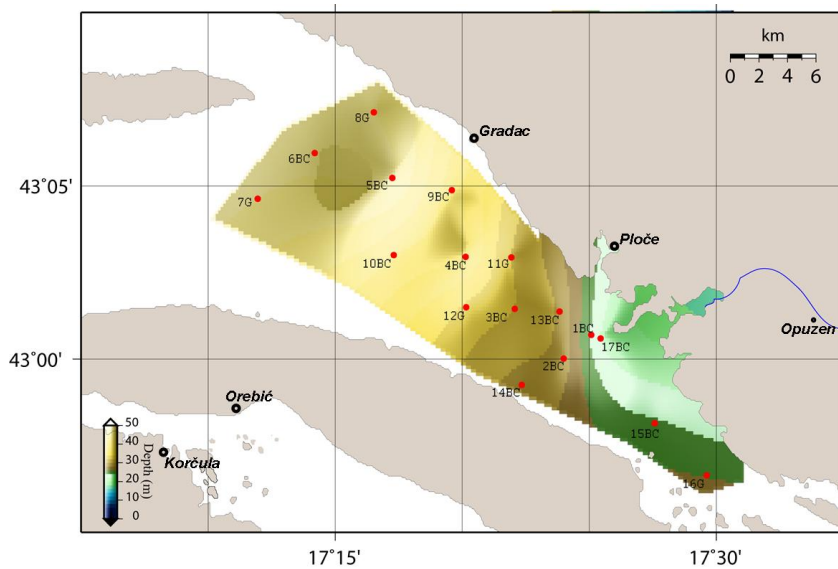 km
0 2 4 6
8G
Gradac
6BC
5BC
43°05'
9BC
7G
Ploče
10BC
4BC
11G
12G
3BC
13BC
1BC
Opuzen
17BC
43°00'
2BC
14BC
Orebić
50
40
30
20
10
0
Depth (m)
15BC
Korčula
16G
17°15'
17°30'